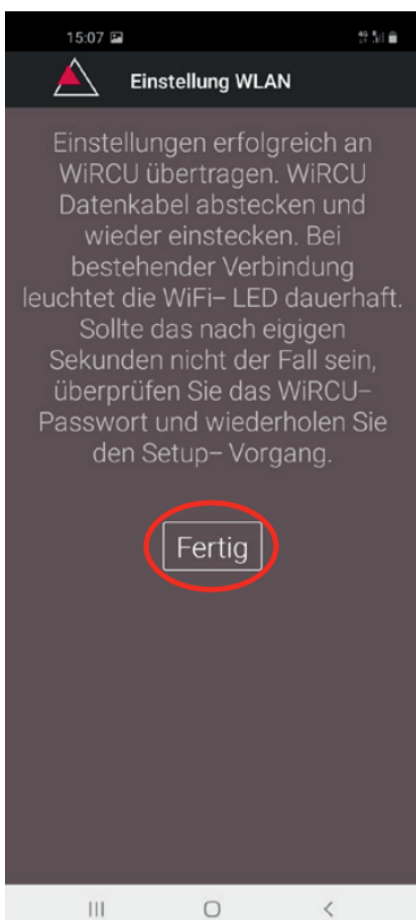 15:07
Einstellung WLAN
Einstellungen erfolgreich an
WiRCU übertragen. WiRCU
Datenkabel abstecken und
wieder einstecken. Bei
bestehender Verbindung
leuchtet die WiFi– LED dauerhaft.
Sollte das nach eigigen
Sekunden nicht der Fall sein,
überprüfen Sie das WiRCU–
Passwort und wiederholen Sie
den Setup– Vorgang.
Fertig